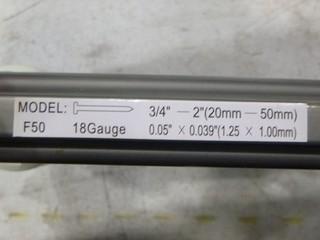 MODEL: 3/4" — 2"(20mm — 50mm)
F50 18Gauge 0.05" × 0.039"(1.25 × 1.00mm)